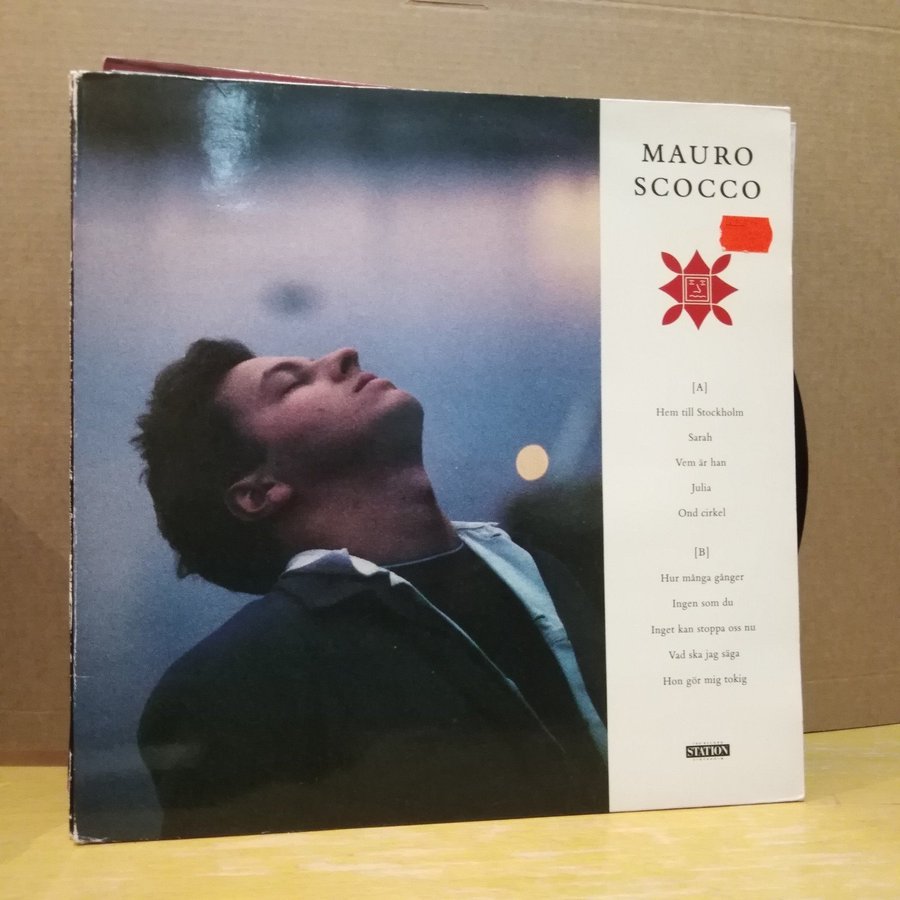 MAURO
SCOCCO
[A]
Hem till Stockholm
Sarah
Vem är han
Julia
Ond cirkel
[B]
Hur många gånger
Ingen som du
Inget kan stoppa oss nu
Vad ska jag säga
Hon gör mig tokig
STATION